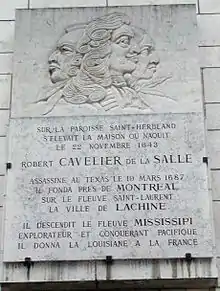 SUR LA PAROISSE SAINT-HERBLAND
S'ÉLEVAIT LA MAISON OÙ NAQUIT
LE 22 NOVEMBRE 1643
ROBERT CAVELIER DE LA SALLE
ASSASSINÉ AU TEXAS LE 19 MARS 1687
IL FONDA PRÈS DE MONTRÉAL
SUR LE FLEUVE SAINT-LAURENT
LA VILLE DE LACHINE
IL DESCENDIT LE FLEUVE MISSISSIPI
EXPLORATEUR ET CONQUÉRANT PACIFIQUE
IL DONNA LA LOUISIANE À LA FRANCE